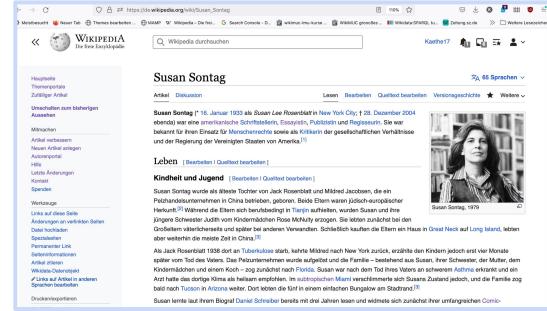 https://de.wikipedia.org/wiki/Susan_Sontag
110%
Meistbesucht Neuer Tab Themes bearbeiten MAMP Wikipedia – Die frei... Search Console - D... wikimuc-imu-kurse... WikiMUC groes... Wikidata:SPARQL tu... Zeitung.sz.de Weitere Lesezeichen
WIKIPEDIA
Die freie Enzyklopädie
Wikipedia durchsuchen
Kaethe17
Hauptseite
Themenportale
Zufälliger Artikel
Umschalten zum bisherigen
Aussehen
Mitmachen
Artikel verbessern
Neuen Artikel anlegen
Autorenportal
Hilfe
Letzte Änderungen
Kontakt
Spenden
Werkzeuge
Links auf diese Seite
Änderungen an verlinkten Seiten
Datei hochladen
Spezialseiten
Permanenter Link
Seiteninformationen
Artikel zitieren
Wikidata-Datenobjekt
Links auf Artikel in anderen
Sprachen bearbeiten
Drucken/exportieren
Susan Sontag
65 Sprachen
Artikel Diskussion Lesen Bearbeiten Quelltext bearbeiten Versionsgeschichte Weitere
Susan Sontag (* 16. Januar 1933 als Susan Lee Rosenblatt in New York City; † 28. Dezember 2004
ebenda) war eine amerikanische Schriftstellerin, Essayistin, Publizistin und Regisseurin. Sie war
bekannt für ihren Einsatz für Menschenrechte sowie als Kritikerin der gesellschaftlichen Verhältnisse
und der Regierung der Vereinigten Staaten von Amerika.[1]
Susan Sontag, 1979
Leben [ Bearbeiten | Quelltext bearbeiten ]
Kindheit und Jugend [ Bearbeiten | Quelltext bearbeiten ]
Susan Sontag wurde als älteste Tochter von Jack Rosenblatt und Mildred Jacobsen, die ein
Pelzhandelsunternehmen in China betrieben, geboren. Beide Eltern waren jüdisch-europäischer
Herkunft.[2] Während die Eltern sich berufsbedingt in Tianjin aufhielten, wurden Susan und ihre
jüngere Schwester Judith vom Kindermädchen Rose McNulty erzogen. Sie lebten zunächst bei den
Großeltern väterlicherseits und später bei anderen Verwandten. Schließlich kauften die Eltern ein Haus in Great Neck auf Long Island, lebten
aber weiterhin die meiste Zeit in China.[3]
Als Jack Rosenblatt 1938 dort an Tuberkulose starb, kehrte Mildred nach New York zurück, erzählte den Kindern jedoch erst vier Monate
später vom Tod des Vaters. Das Pelzunternehmen wurde aufgelöst und die Familie – bestehend aus Susan, ihrer Schwester, der Mutter, dem
Kindermädchen und einem Koch – zog zunächst nach Florida. Susan war nach dem Tod ihres Vaters an schwerem Asthma erkrankt und ein
Arzt hatte das dortige Klima als heilsam empfohlen. Im subtropischen Miami verschlimmerte sich Susans Zustand jedoch, und die Familie zog
bald nach Tucson in Arizona weiter. Dort lebten die fünf in einem einfachen Bungalow am Stadtrand.[3]
Susan lernte laut ihrem Biograf Daniel Schreiber bereits mit drei Jahren lesen und widmete sich zunächst ihrer umfangreichen Comic-